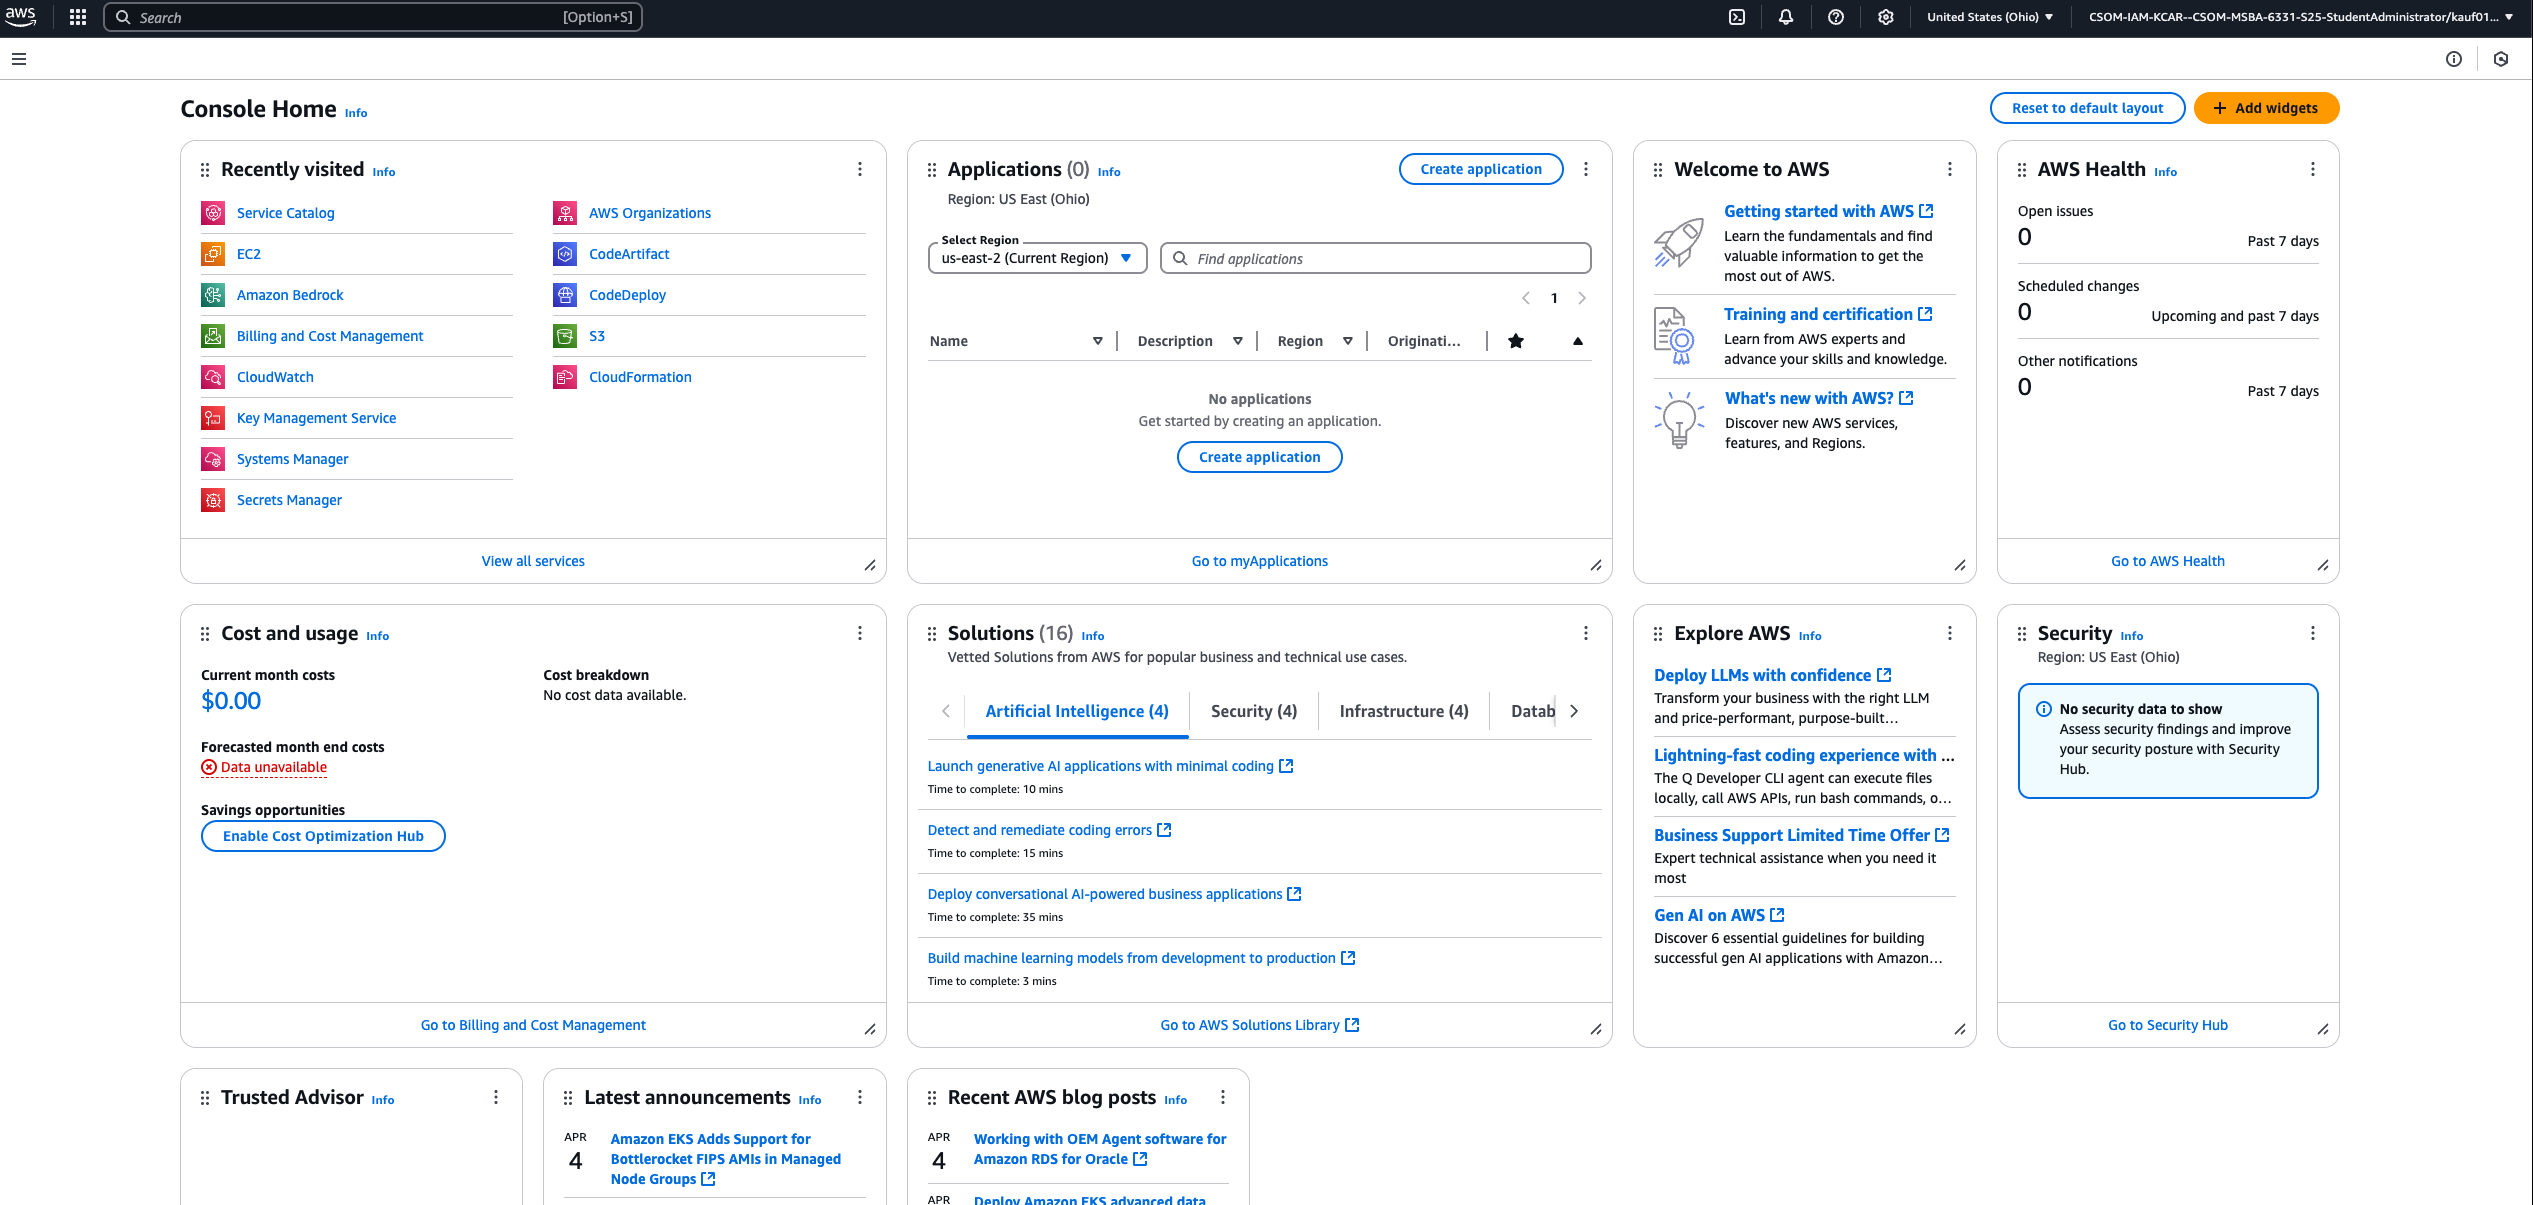 aws
Search
[Option+S]
United States (Ohio)
CSOM-IAM-KCAR--CSOM-MSBA-6331-S25-StudentAdministrator/kauf01...
Console Home Info
Reset to default layout
Add widgets
Recently visited Info
Service Catalog
EC2
Amazon Bedrock
Billing and Cost Management
CloudWatch
Key Management Service
Systems Manager
Secrets Manager
AWS Organizations
CodeArtifact
CodeDeploy
S3
CloudFormation
View all services
Applications (0) Info
Create application
Region: US East (Ohio)
Select Region
us-east-2 (Current Region)
Find applications
1
Name Description Region Originati...
No applications
Get started by creating an application.
Create application
Go to myApplications
Welcome to AWS
Getting started with AWS
Learn the fundamentals and find
valuable information to get the
most out of AWS.
Training and certification
Learn from AWS experts and
advance your skills and knowledge.
What's new with AWS?
Discover new AWS services,
features, and Regions.
AWS Health Info
Open issues
0
Past 7 days
Scheduled changes
0
Upcoming and past 7 days
Other notifications
0
Past 7 days
Go to AWS Health
Cost and usage Info
Current month costs
$0.00
Forecasted month end costs
Data unavailable
Savings opportunities
Enable Cost Optimization Hub
Cost breakdown
No cost data available.
Go to Billing and Cost Management
Solutions (16) Info
Vetted Solutions from AWS for popular business and technical use cases.
Artificial Intelligence (4) Security (4) Infrastructure (4) Datab
Launch generative AI applications with minimal coding
Time to complete: 10 mins
Detect and remediate coding errors
Time to complete: 15 mins
Deploy conversational AI-powered business applications
Time to complete: 35 mins
Build machine learning models from development to production
Time to complete: 3 mins
Go to AWS Solutions Library
Explore AWS Info
Deploy LLMs with confidence
Transform your business with the right LLM
and price-performant, purpose-built...
Lightning-fast coding experience with ...
The Q Developer CLI agent can execute files
locally, call AWS APIs, run bash commands, o...
Business Support Limited Time Offer
Expert technical assistance when you need it
most
Gen AI on AWS
Discover 6 essential guidelines for building
successful gen AI applications with Amazon...
Security Info
Region: US East (Ohio)
No security data to show
Assess security findings and improve
your security posture with Security
Hub.
Go to Security Hub
Trusted Advisor Info
Latest announcements Info
APR
4
Amazon EKS Adds Support for
Bottlerocket FIPS AMIs in Managed
Node Groups
Recent AWS blog posts Info
APR
4
Working with OEM Agent software for
Amazon RDS for Oracle
APR
Deploy Amazon EKS advanced data